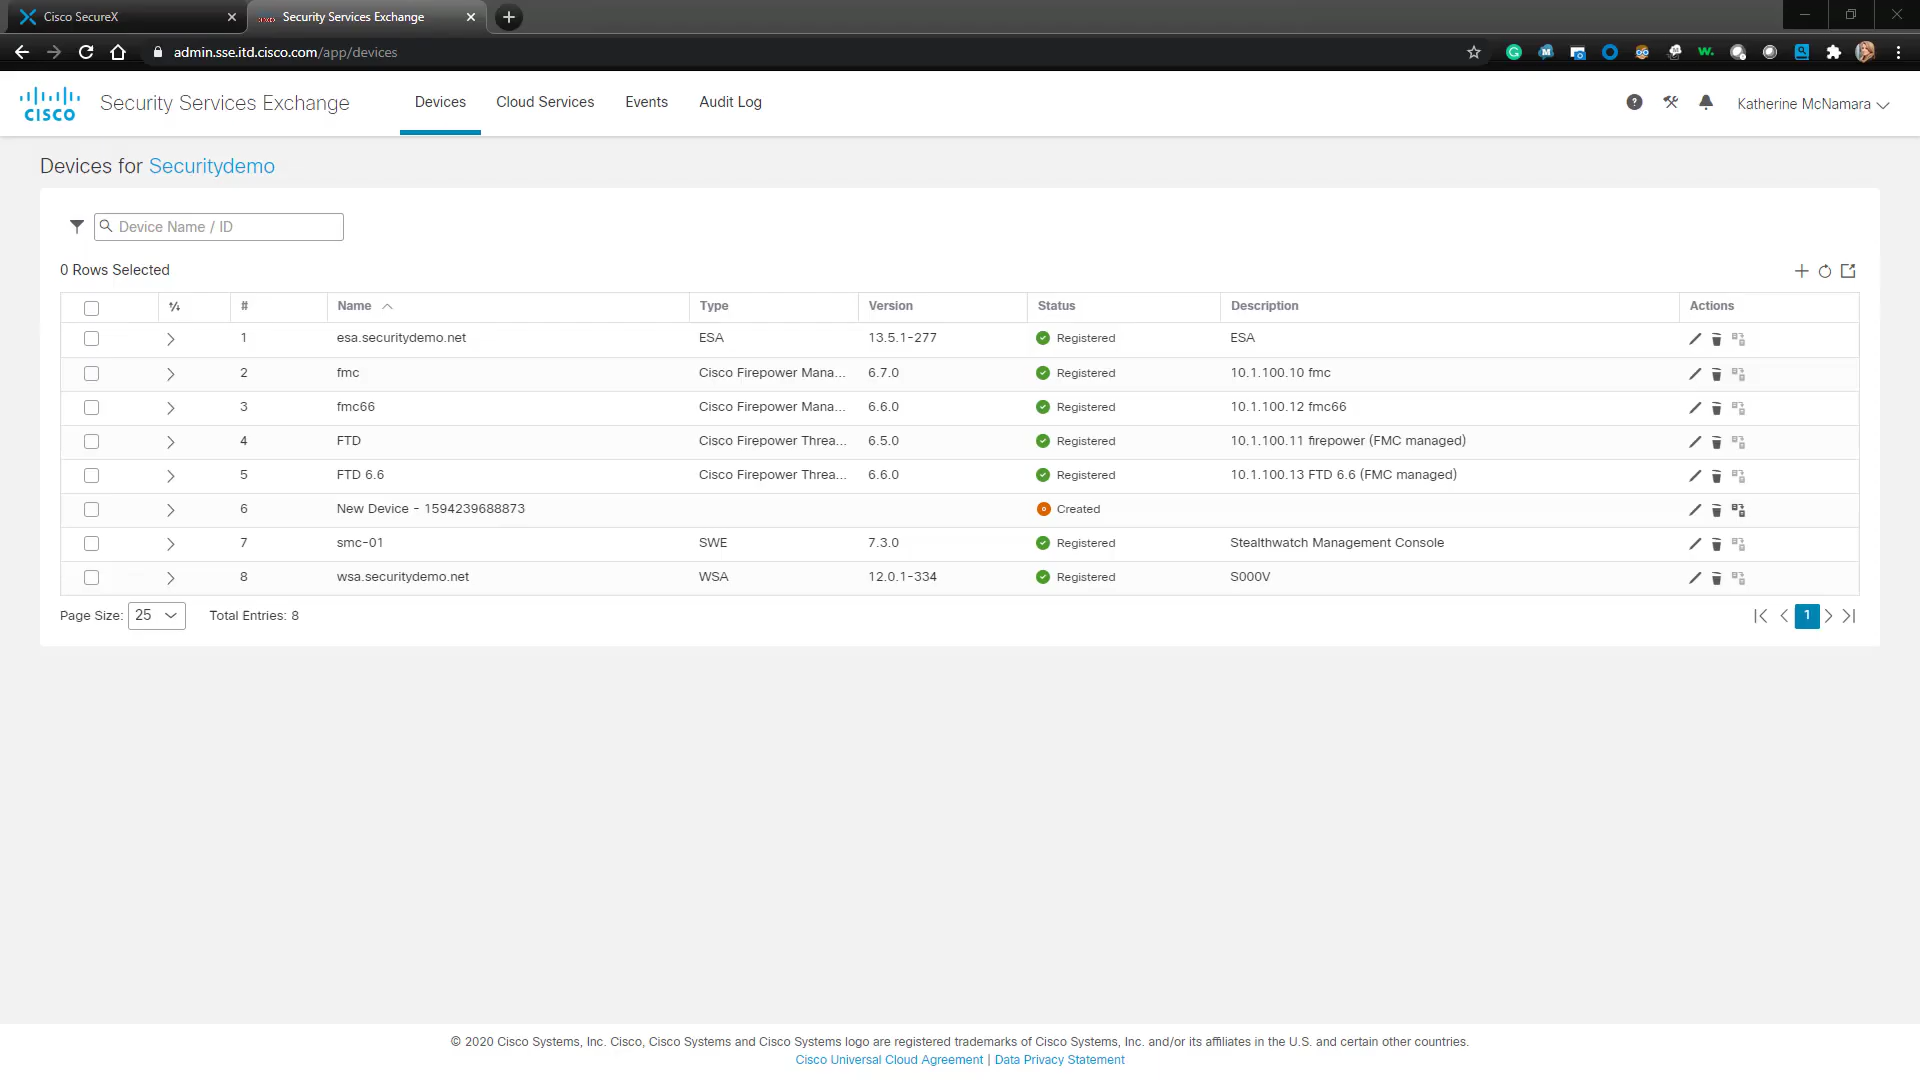 Cisco SecureX
Security Services Exchange
admin.sse.itd.cisco.com/app/devices
CISCO
Security Services Exchange
Devices
Cloud Services
Events
Audit Log
Katherine McNamara
Devices for Securitydemo
Device Name / ID
0 Rows Selected
# Name Type Version Status Description Actions
1 esa.securitydemo.net ESA 13.5.1-277 Registered ESA
2 fmc Cisco Firepower Mana... 6.7.0 Registered 10.1.100.10 fmc
3 fmc66 Cisco Firepower Mana... 6.6.0 Registered 10.1.100.12 fmc66
4 FTD Cisco Firepower Threa... 6.5.0 Registered 10.1.100.11 firepower (FMC managed)
5 FTD 6.6 Cisco Firepower Threa... 6.6.0 Registered 10.1.100.13 FTD 6.6 (FMC managed)
6 New Device - 1594239688873 Created
7 smc-01 SWE 7.3.0 Registered Stealthwatch Management Console
8 wsa.securitydemo.net WSA 12.0.1-334 Registered S000V
Page Size: 25 Total Entries: 8 1
© 2020 Cisco Systems, Inc. Cisco, Cisco Systems and Cisco Systems logo are registered trademarks of Cisco Systems, Inc. and/or its affiliates in the U.S. and certain other countries.
Cisco Universal Cloud Agreement | Data Privacy Statement